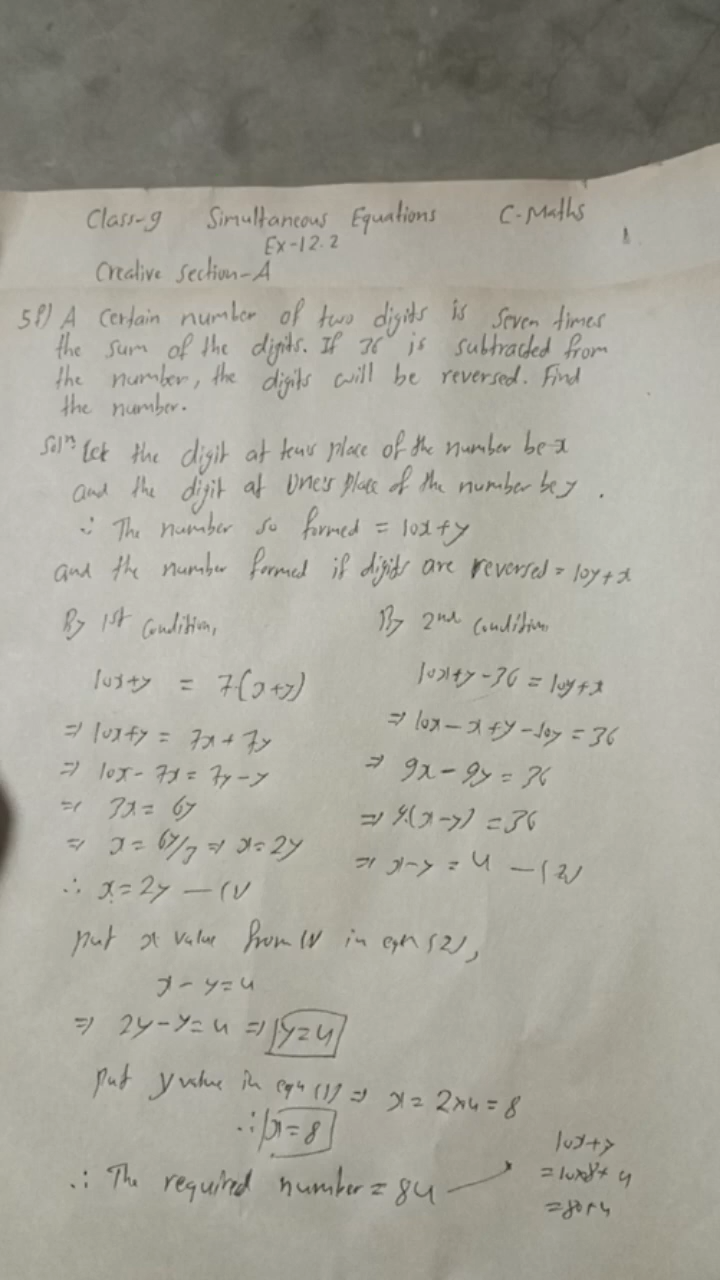 Class-9 Simultaneous Equations C-Maths
Ex-12.2
Creative Section-A
5f) A Certain number of two digits is Seven times
the sum of the digits. If 36 is subtracted from
the number, the digits will be reversed. Find
the number.
Solⁿ: Let the digit at tens place of the number be x
and the digit at one's place of the number be y.
∴ The number so formed = 10x+y
and the number formed if digits are reversed = 10y+x
By 1st Condition,
10x+y = 7(x+y)
⇒ 10x+y = 7x+7y
⇒ 10x-7x = 7y-y
⇒ 3x = 6y
⇒ x = 6y/3 ⇒ x=2y
∴ x=2y —(1)
By 2nd Condition
10x+y-36 = 10y+x
⇒ 10x-x+y-10y = 36
⇒ 9x-9y = 36
⇒ 9(x-y) = 36
⇒ x-y = 4 —(2)
Put x value from (1) in eqn (2),
x-y=4
⇒ 2y-y=4 ⇒ y=4
Put y value in eqn (1) ⇒ x = 2×4 = 8
∴ x=8
∴ The required number = 84
10x+y
= 10×8+4
= 80+4